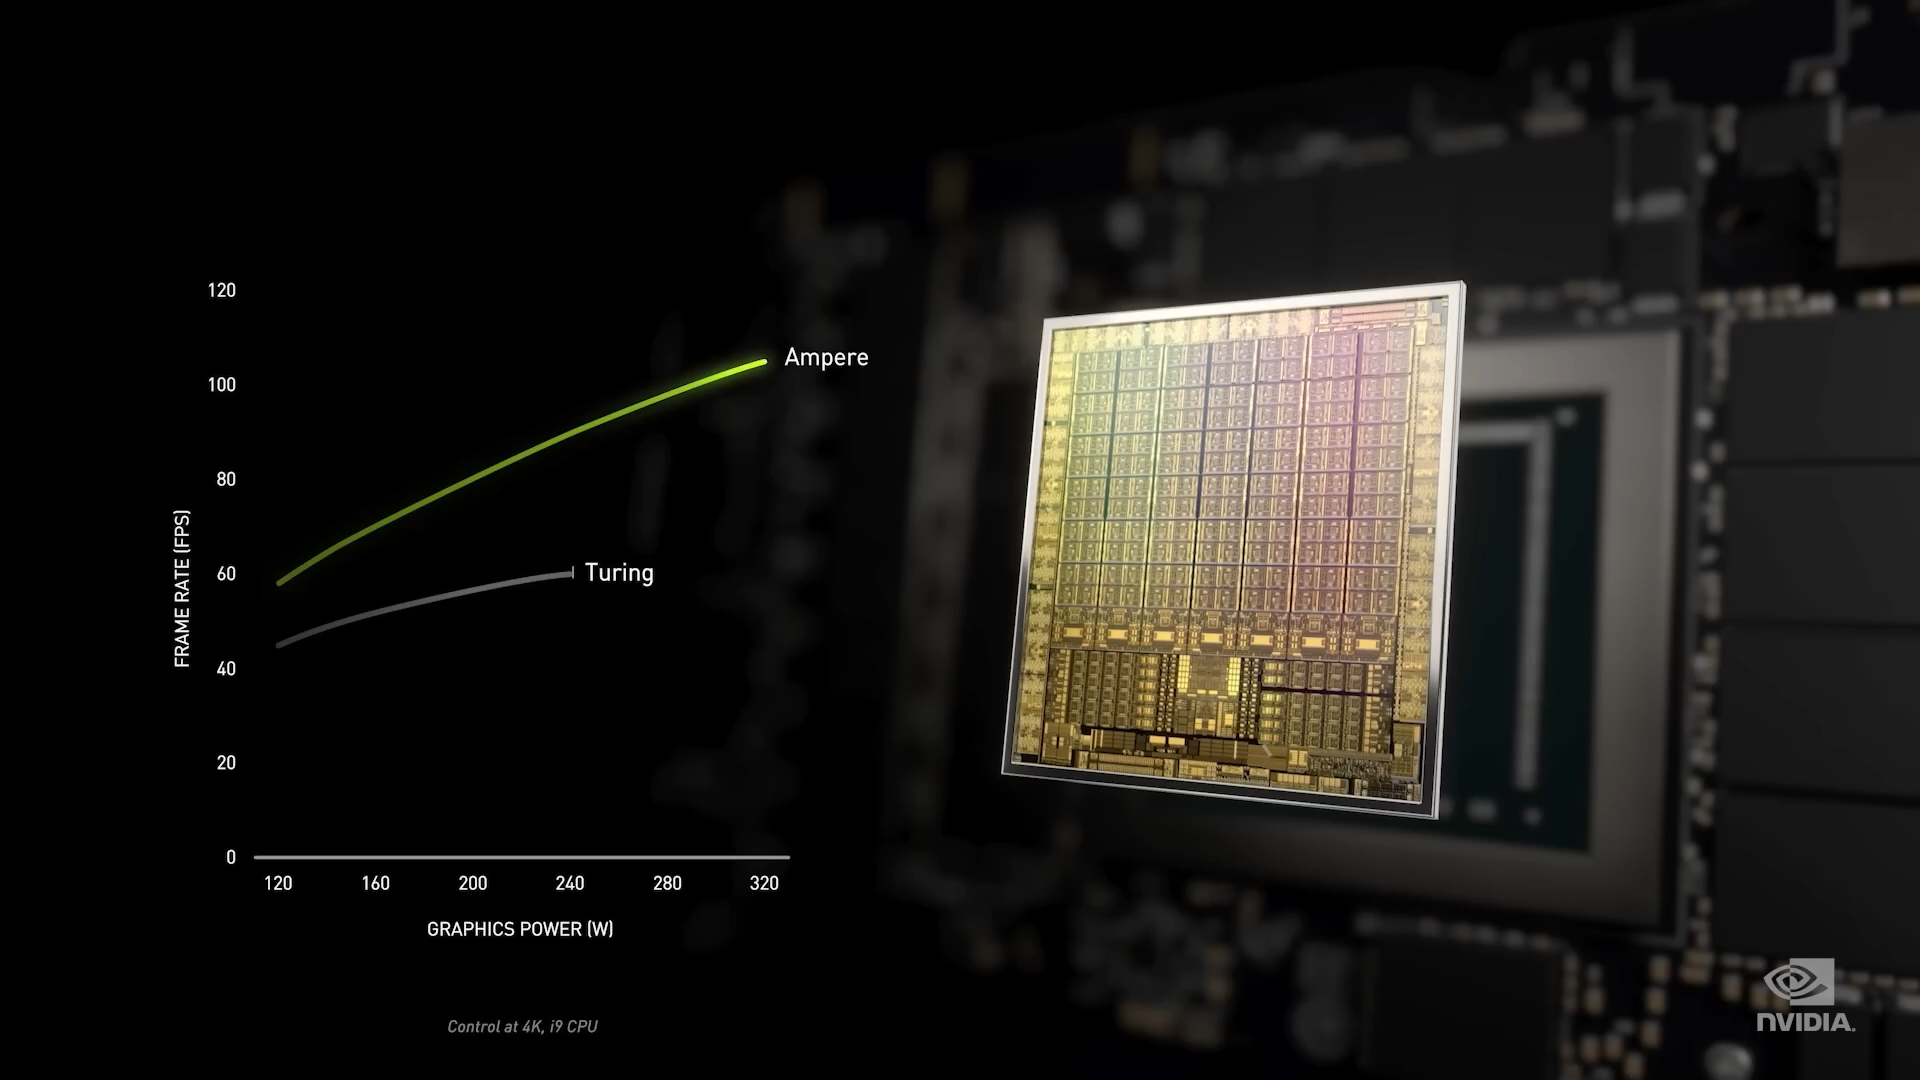 120
100
80
60
40
20
0
FRAME RATE (FPS)
Ampere
Turing
120 160 200 240 280 320
GRAPHICS POWER (W)
Control at 4K, i9 CPU
NVIDIA.